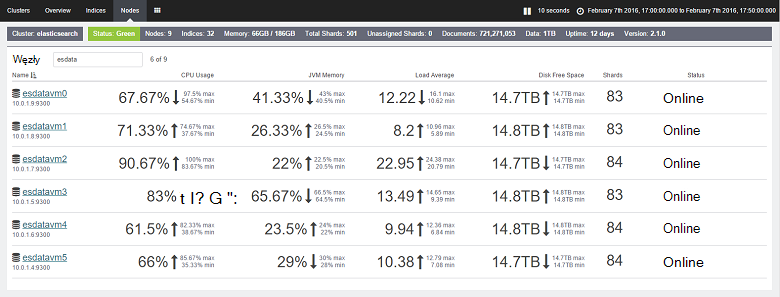 Clusters Overview Indices Nodes 10 seconds February 7th 2016, 17:00:00.000 to February 7th 2016, 17:50:00.000
Cluster: elasticsearch Status: Green Nodes: 9 Indices: 32 Memory: 66GB / 186GB Total Shards: 501 Unassigned Shards: 0 Documents: 721,271,053 Data: 1TB Uptime: 12 days Version: 2.1.0
Węzły esdata 6 of 9
Name CPU Usage JVM Memory Load Average Disk Free Space Shards Status
esdatavm0 67.67% 97.5% max 41.33% 43% max 12.22 16.1 max 14.7TB 14.7TB max 83 Online
10.0.1.9:9300 54.67% min 40.5% min 10.62 min 14.7TB min
esdatavm1 71.33% 74.67% max 26.33% 26.5% max 8.2 10.96 max 14.8TB 14.8TB max 83 Online
10.0.1.8:9300 37.67% min 24.5% min 5.89 min 14.8TB min
esdatavm2 90.67% 100% max 22% 22.5% max 22.95 24.38 max 14.7TB 14.7TB max 84 Online
10.0.1.7:9300 83.67% min 20.5% min 20.79 min 14.7TB min
esdatavm3 83% t I? G ": 65.67% 66.5% max 13.49 14.65 max 14.8TB 14.8TB max 83 Online
10.0.1.5:9300 64.5% min 9.39 min 14.8TB min
esdatavm4 61.5% 82.33% max 23.5% 24% max 9.94 12.36 max 14.8TB 14.8TB max 84 Online
10.0.1.6:9300 38.67% min 22% min 6.84 min 14.8TB min
esdatavm5 66% 85.67% max 29% 30% max 10.38 12.79 max 14.7TB 14.7TB max 84 Online
10.0.1.4:9300 35.33% min 28% min 7.08 min 14.7TB min